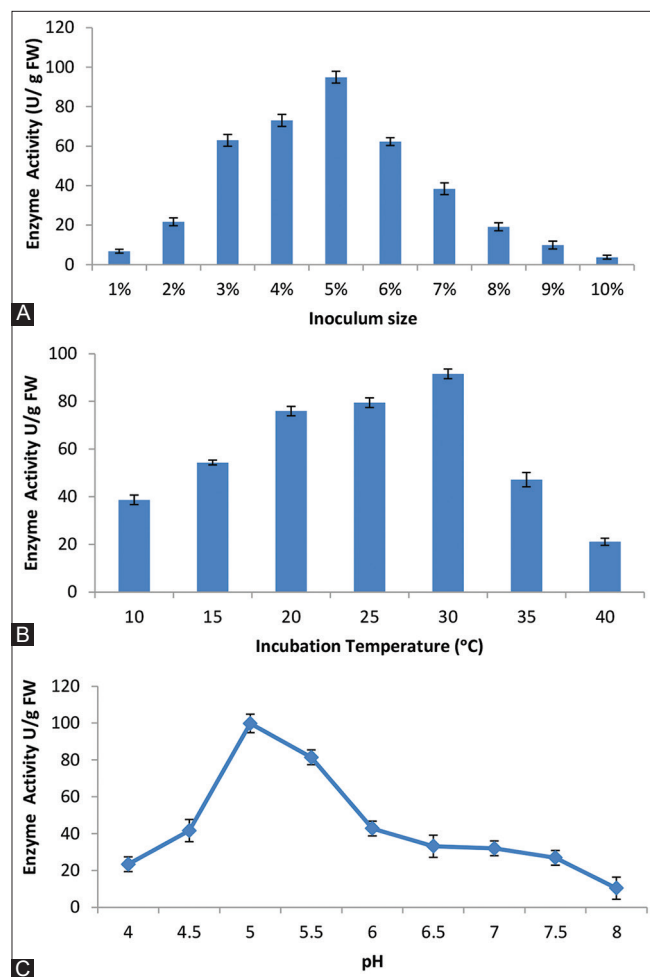 Enzyme Activity (U/ g FW)
120
100
80
60
40
20
0
1% 2% 3% 4% 5% 6% 7% 8% 9% 10%
Inoculum size
A
Enzyme Activity U/g FW
100
80
60
40
20
0
10 15 20 25 30 35 40
Incubation Temperature (°C)
B
Enzyme Activity U/g FW
120
100
80
60
40
20
0
4 4.5 5 5.5 6 6.5 7 7.5 8
pH
C